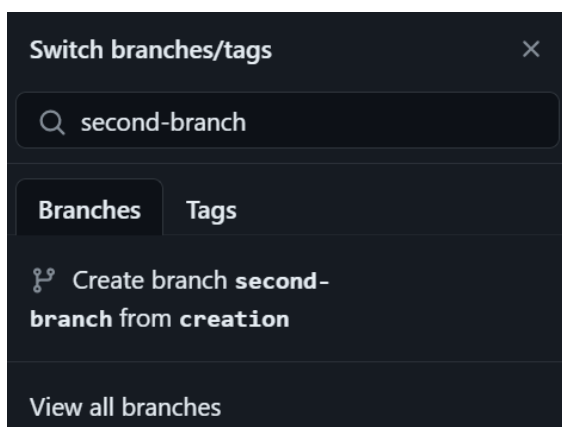 Switch branches/tags
second-branch
Branches Tags
Create branch second-
branch from creation
View all branches